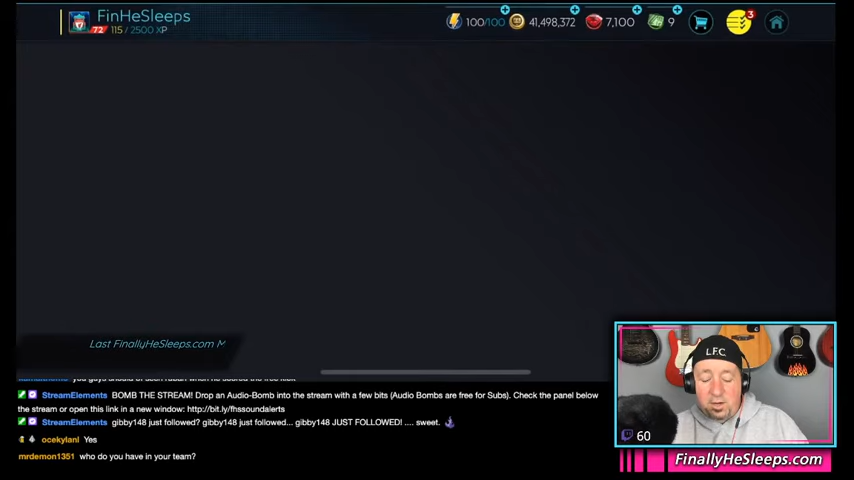 FinHeSleeps
72 115 / 2500 XP
100/100
41,498,372
7,100
9
3
Last FinallyHeSleeps.com M
L.F.C.
StreamElements BOMB THE STREAM! Drop an Audio-Bomb into the stream with a few bits (Audio Bombs are free for Subs). Check the panel below
the stream or open this link in a new window: http://bit.ly/fhssoundalerts
StreamElements gibby148 just followed? gibby148 just followed... gibby148 JUST FOLLOWED! .... sweet.
ocekylanl Yes
mrdemon1351 who do you have in your team?
60
FinallyHeSleeps.com